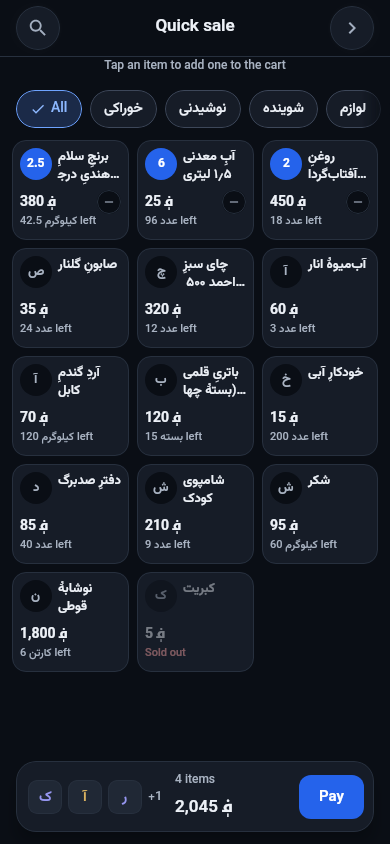 Quick sale
Tap an item to add one to the cart
All
خوراکی
نوشیدنی
شوینده
لوازم
2.5
برنجِ سلامِ
هندیِ درجـ…
380 ؋
42.5 کیلوگرم left
6
آبِ معدنی
۱٫۵ لیتری
25 ؋
96 عدد left
2
روغنِ
آفتاب‌گردا…
450 ؋
18 عدد left
ص
صابونِ گلنار
35 ؋
24 عدد left
چ
چای سبزِ
احمد ۵۰۰…
320 ؋
12 عدد left
آ
آب‌میوهٔ انار
60 ؋
3 عدد left
آ
آردِ گندمِ
کابل
70 ؋
120 کیلوگرم left
ب
باتریِ قلمی
(بستهٔ چها…
120 ؋
15 بسته left
خ
خودکارِ آبی
15 ؋
200 عدد left
د
دفترِ صدبرگ
85 ؋
40 عدد left
ش
شامپوی
کودک
210 ؋
9 عدد left
ش
شکر
95 ؋
60 کیلوگرم left
ن
نوشابهٔ
قوطی
1,800 ؋
6 کارتن left
ک
کبریت
5 ؋
Sold out
ک
آ
ر
+1
4 items
2,045 ؋
Pay